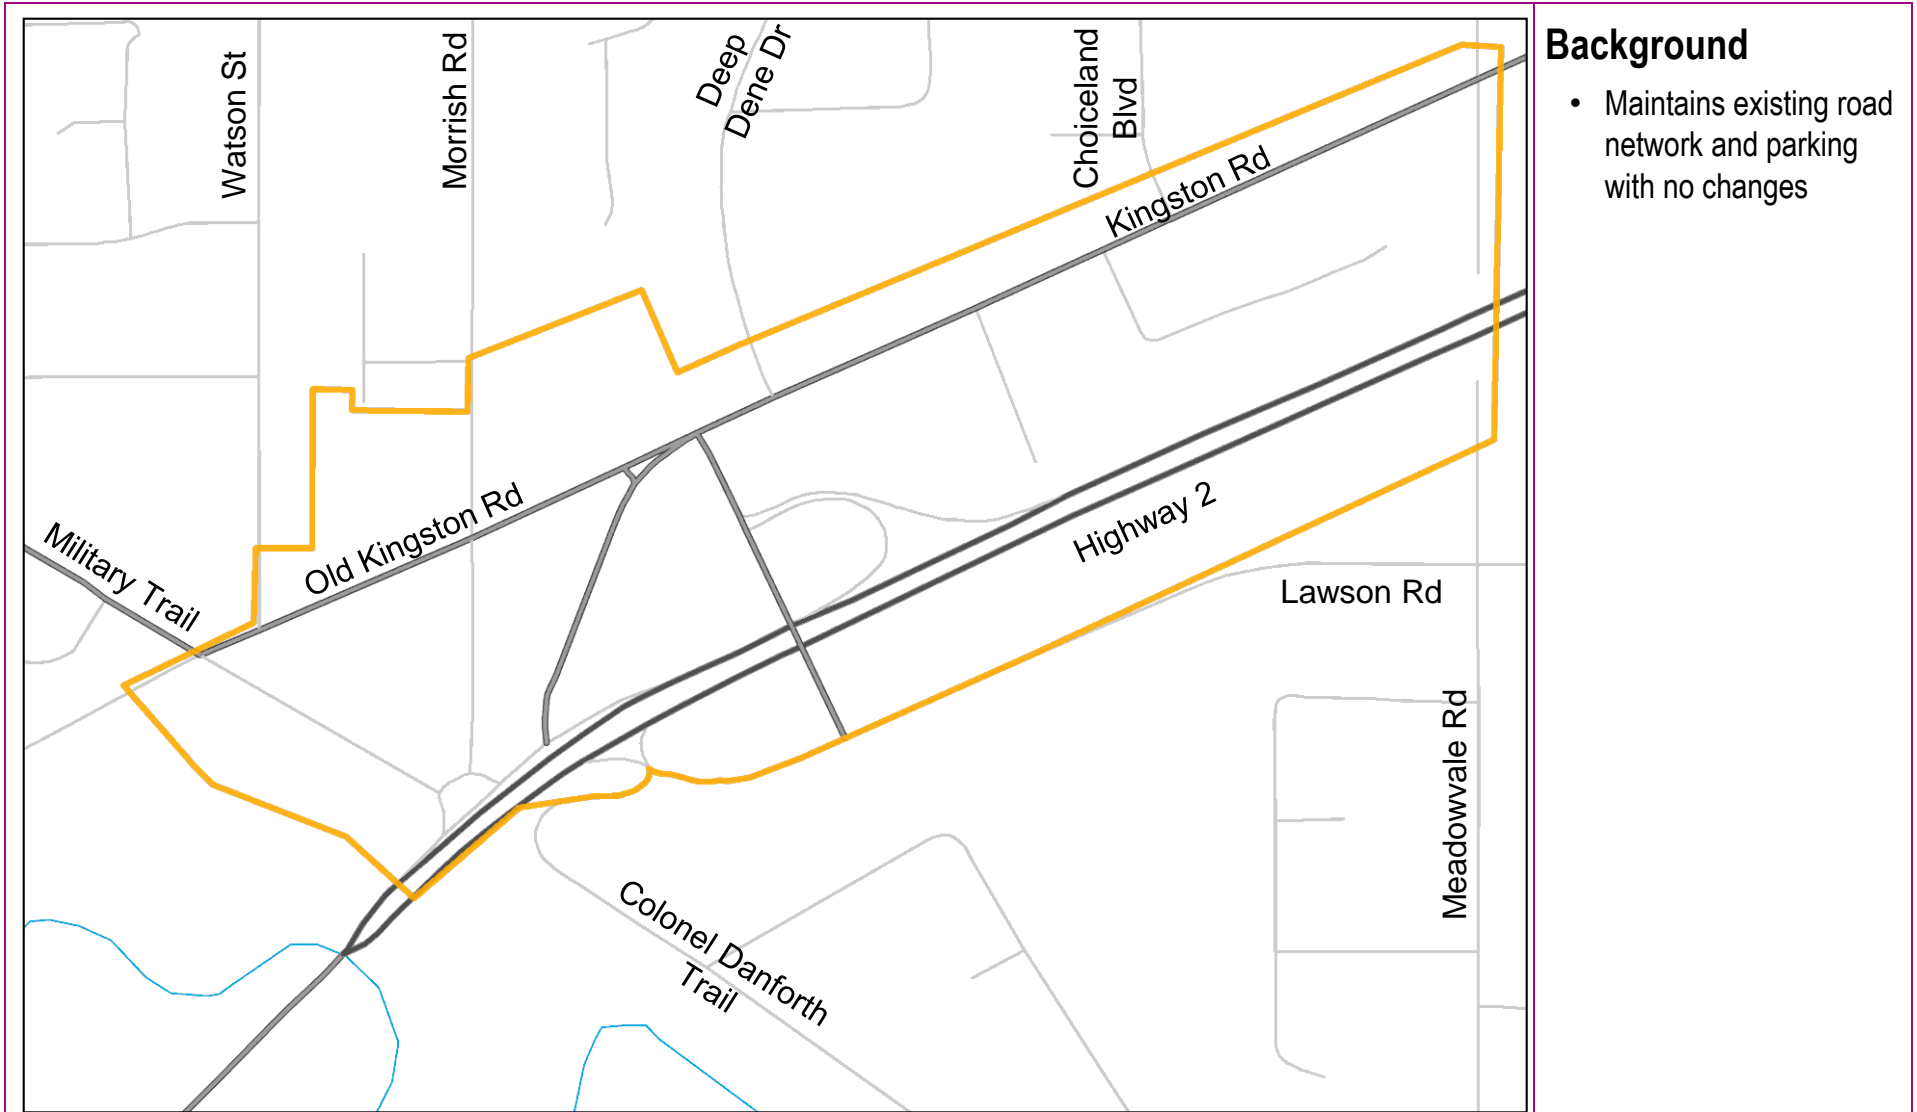 Watson St
Morrish Rd
Deep
Dene Dr
Choiceland
Blvd
Kingston Rd
Old Kingston Rd
Military Trail
Highway 2
Lawson Rd
Meadowvale Rd
Colonel Danforth
Trail
Background
• Maintains existing road
network and parking
with no changes